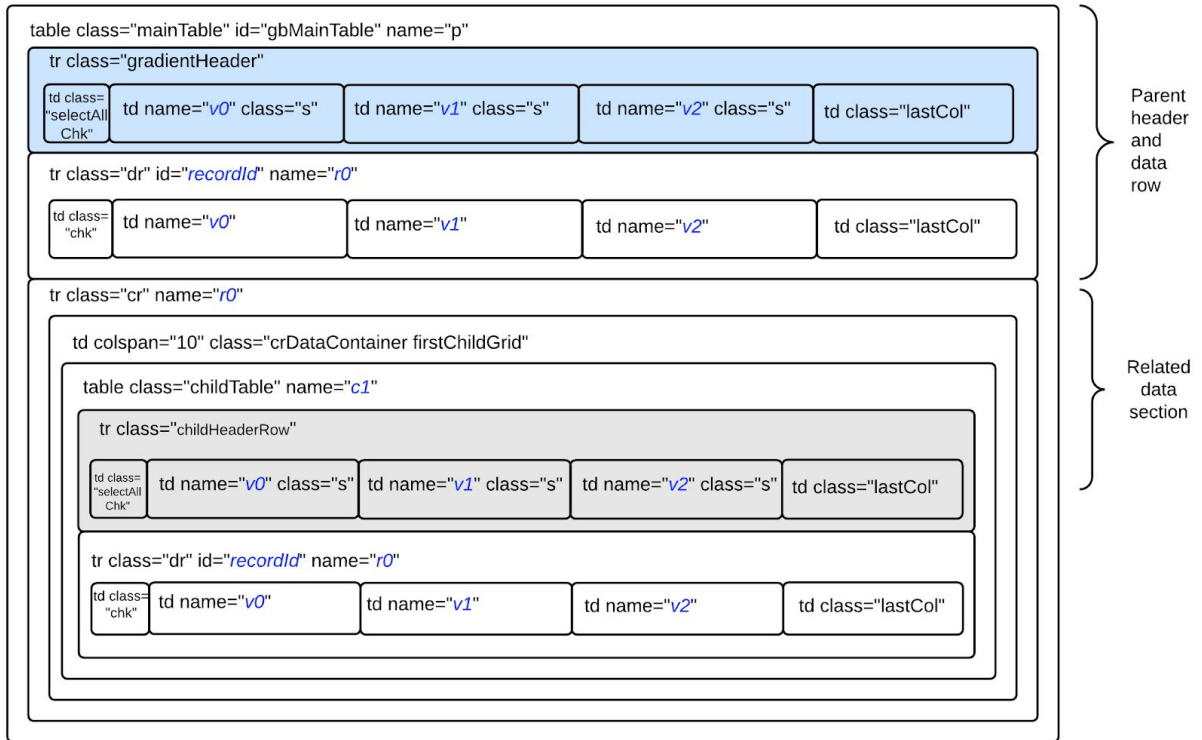 table class="mainTable" id="gbMainTable" name="p"
tr class="gradientHeader"
td class=
"selectAll
Chk"
td name="v0" class="s"
td name="v1" class="s"
td name="v2" class="s"
td class="lastCol"
tr class="dr" id="recordId" name="r0"
td class=
"chk"
td name="v0"
td name="v1"
td name="v2"
td class="lastCol"
Parent
header
and
data
row
tr class="cr" name="r0"
td colspan="10" class="crDataContainer firstChildGrid"
table class="childTable" name="c1"
tr class="childHeaderRow"
td class=
"selectAll
Chk"
td name="v0" class="s"
td name="v1" class="s"
td name="v2" class="s"
td class="lastCol"
tr class="dr" id="recordId" name="r0"
td class=
"chk"
td name="v0"
td name="v1"
td name="v2"
td class="lastCol"
Related
data
section